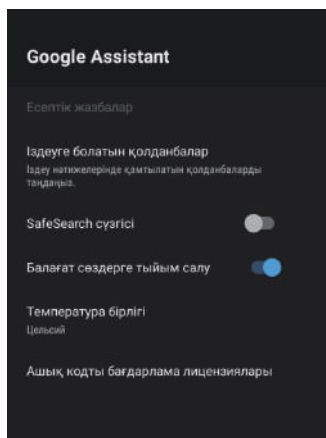 Google Assistant
Есептік жазбалар
Іздеуге болатын қолданбалар
Іздеу нәтижелерінде қамтылатын қолданбаларды
таңдаңыз.
SafeSearch сүзгісі
Балағат сөздерге тыйым салу
Температура бірлігі
Цельсий
Ашық кодты бағдарлама лицензиялары